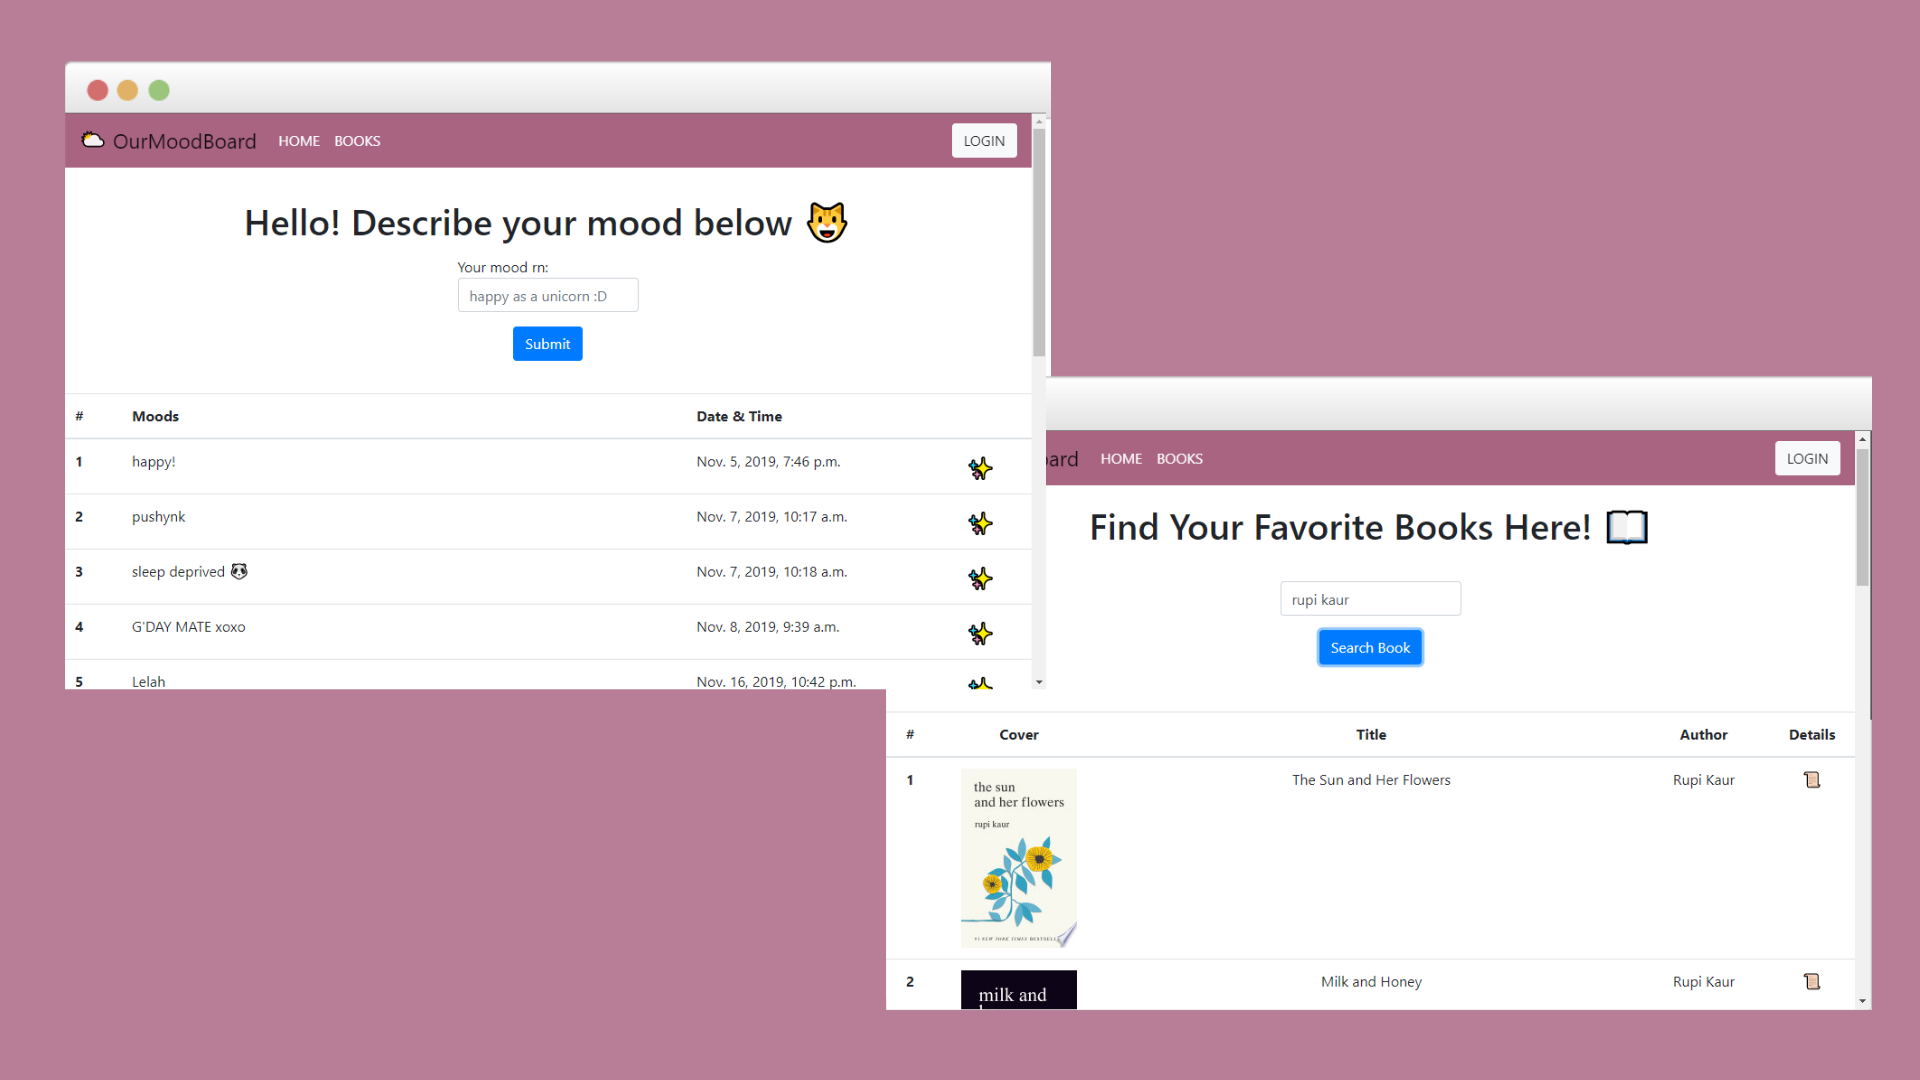 OurMoodBoard HOME BOOKS LOGIN
Hello! Describe your mood below
Your mood rn:
happy as a unicorn :D
Submit
# Moods Date & Time
1 happy! Nov. 5, 2019, 7:46 p.m.
2 pushynk Nov. 7, 2019, 10:17 a.m.
3 sleep deprived 🐼 Nov. 7, 2019, 10:18 a.m.
4 G'DAY MATE xoxo Nov. 8, 2019, 9:39 a.m.
5 Lelah Nov. 16, 2019, 10:42 p.m.
ard HOME BOOKS LOGIN
Find Your Favorite Books Here!
rupi kaur
Search Book
# Cover Title Author Details
1 The Sun and Her Flowers Rupi Kaur
the sun
and her flowers
rupi kaur
#1 NEW YORK TIMES BESTSELLE
2 Milk and Honey Rupi Kaur
milk and